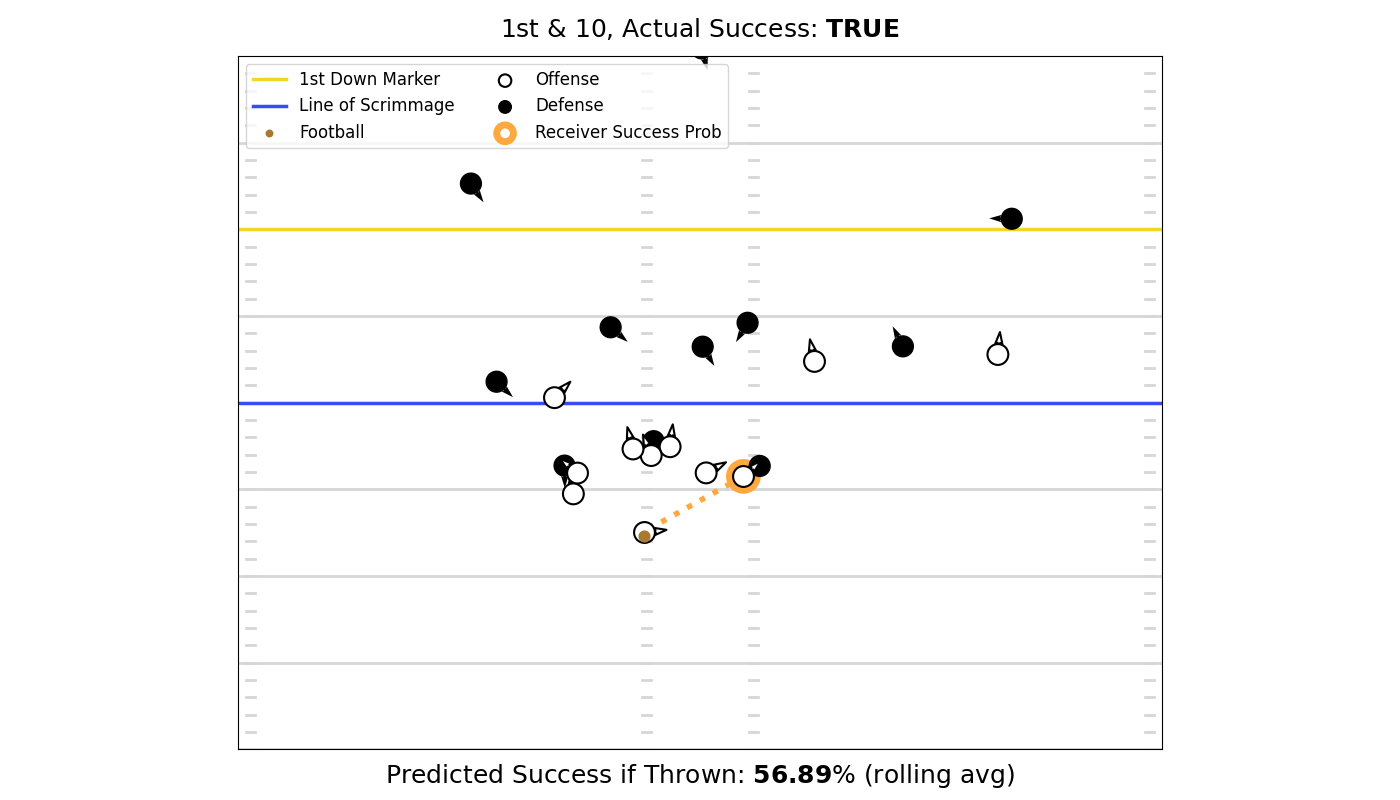 1st & 10, Actual Success: TRUE
1st Down Marker
Line of Scrimmage
Football
Offense
Defense
Receiver Success Prob
Predicted Success if Thrown: 56.89% (rolling avg)